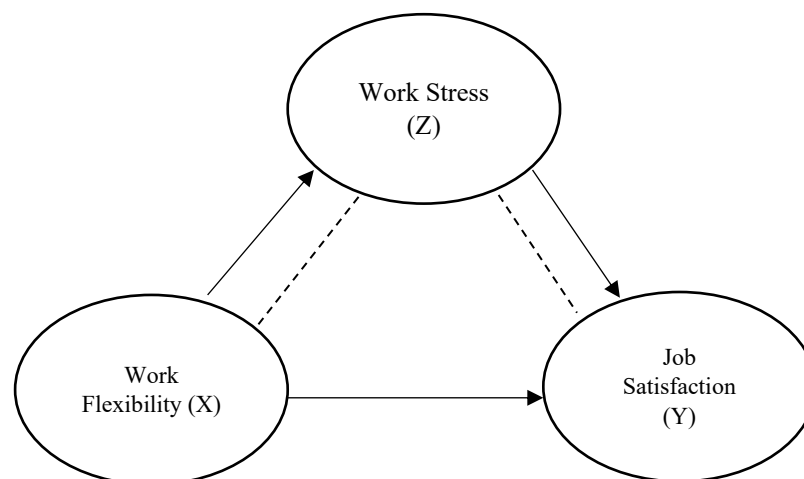 Work Stress
(Z)
Work
Flexibility (X)
Job
Satisfaction
(Y)